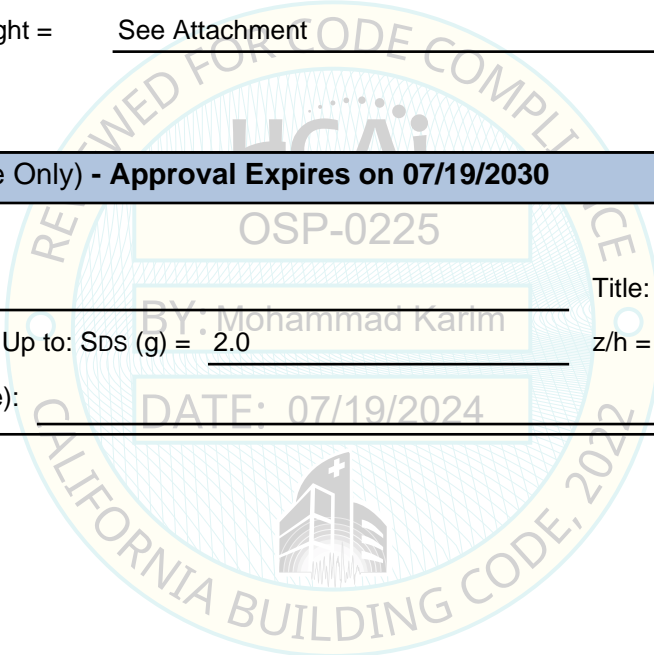 ght = See Attachment
REVIEWED FOR CODE COMPLIANCE
HCAi
e Only) - Approval Expires on 07/19/2030
OSP-0225
Title:
BY: Mohammad Karim
Up to: SDS (g) = 2.0 z/h =
e):
DATE: 07/19/2024
CALIFORNIA BUILDING CODE, 2022